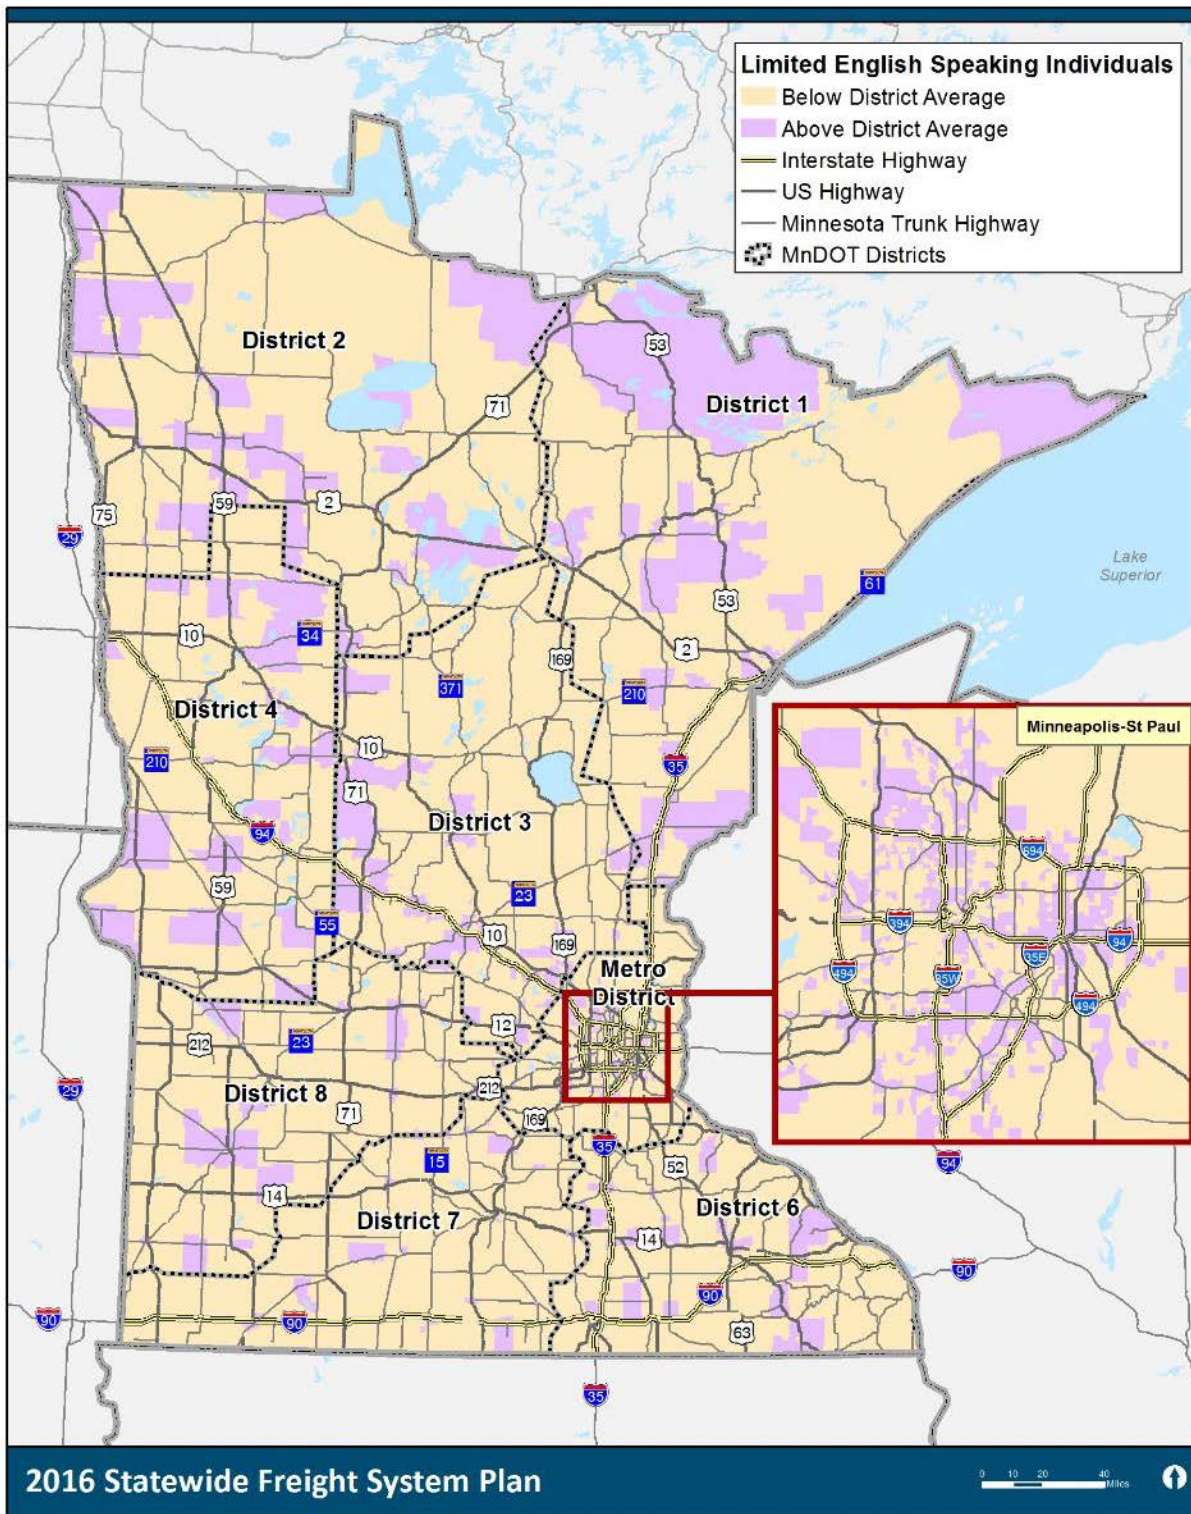 Limited English Speaking Individuals
Below District Average
Above District Average
Interstate Highway
US Highway
Minnesota Trunk Highway
MnDOT Districts
District 2
53
71
District 1
59
2
75
29
Lake
Superior
61
53
10
34
169
2
371
210
District 4
Minneapolis-St Paul
210
10
35
71
District 3
94
694
59
23
55
394
10
169
94
35E
Metro
District
494
35W
494
12
212
23
29
District 8
212
71
169
35
15
52
94
14
District 6
District 7
14
90
90
90
90
63
35
2016 Statewide Freight System Plan
0 10 20 40
Miles